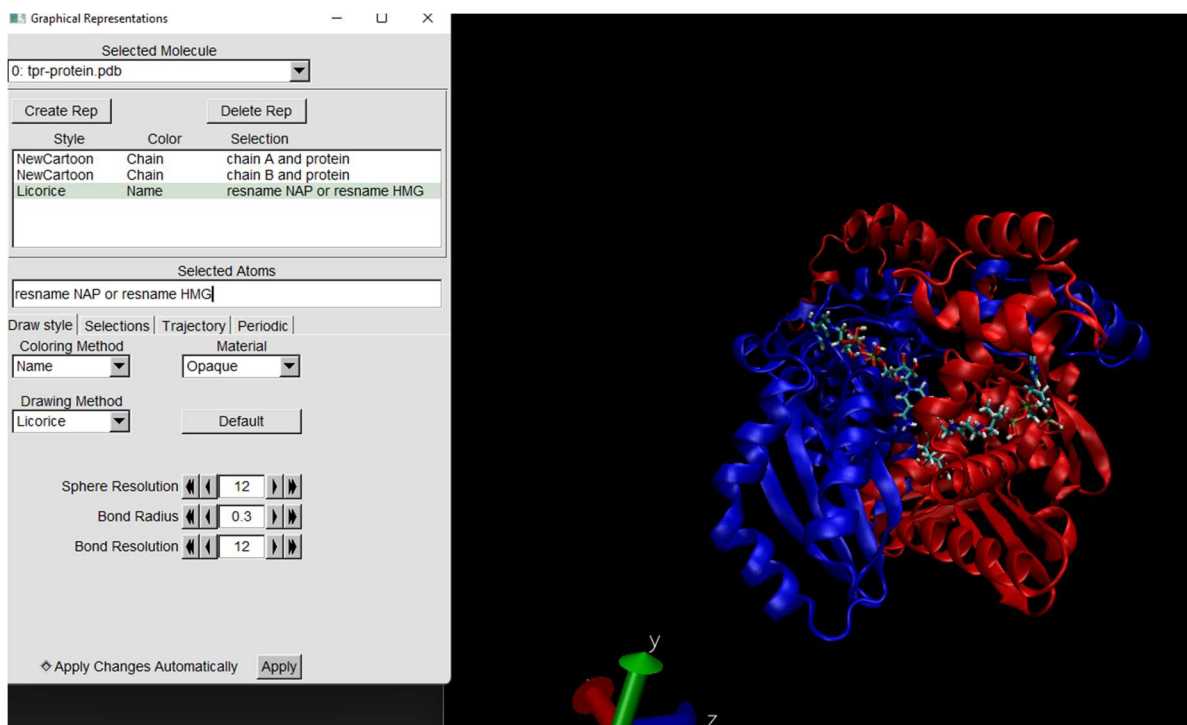 Graphical Representations
Selected Molecule
0: tpr-protein.pdb
Create Rep Delete Rep
Style Color Selection
NewCartoon Chain chain A and protein
NewCartoon Chain chain B and protein
Licorice Name resname NAP or resname HMG
Selected Atoms
resname NAP or resname HMG
Draw style Selections Trajectory Periodic
Coloring Method Material
Name Opaque
Drawing Method
Licorice Default
Sphere Resolution 12
Bond Radius 0.3
Bond Resolution 12
Apply Changes Automatically Apply
y
z